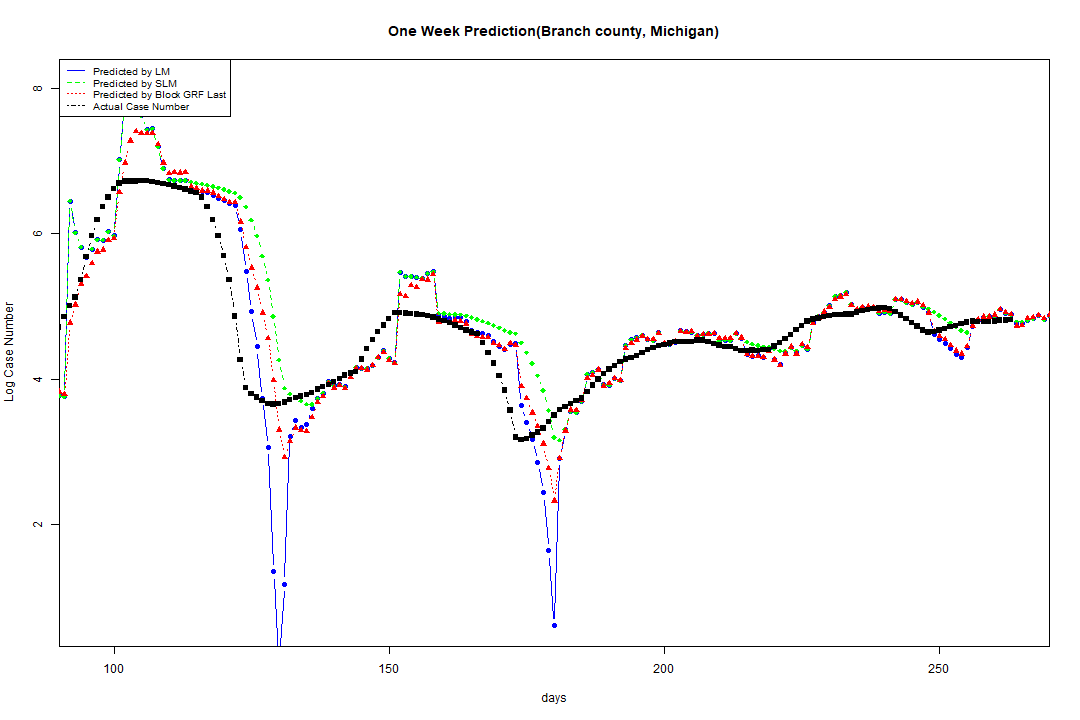 One Week Prediction(Branch county, Michigan)
Predicted by LM
Predicted by SLM
Predicted by Block GRF Last
Actual Case Number
8
6
4
2
Log Case Number
100 150 200 250
days